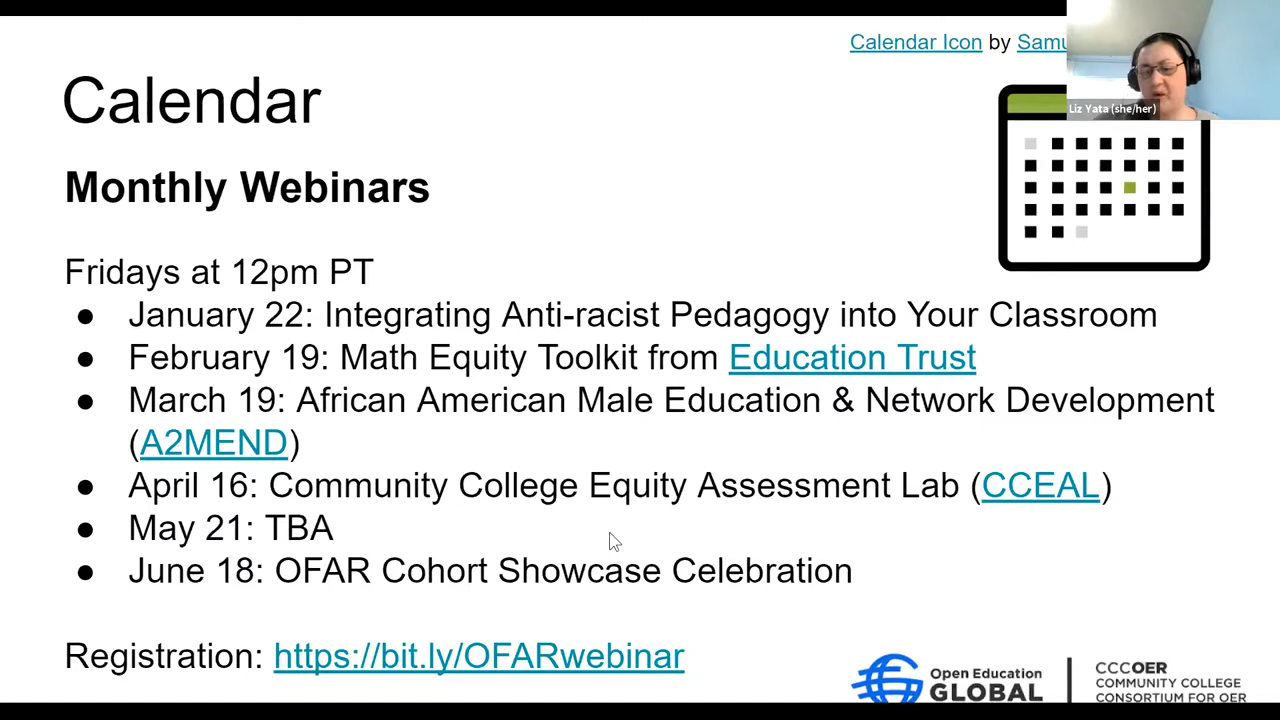 Calendar Icon by Samu
Liz Yata (she/her)
Calendar
Monthly Webinars
Fridays at 12pm PT
● January 22: Integrating Anti-racist Pedagogy into Your Classroom
● February 19: Math Equity Toolkit from Education Trust
● March 19: African American Male Education & Network Development
(A2MEND)
● April 16: Community College Equity Assessment Lab (CCEAL)
● May 21: TBA
● June 18: OFAR Cohort Showcase Celebration
Registration: https://bit.ly/OFARwebinar
Open Education
GLOBAL
CCCOER
COMMUNITY COLLEGE
CONSORTIUM FOR OER